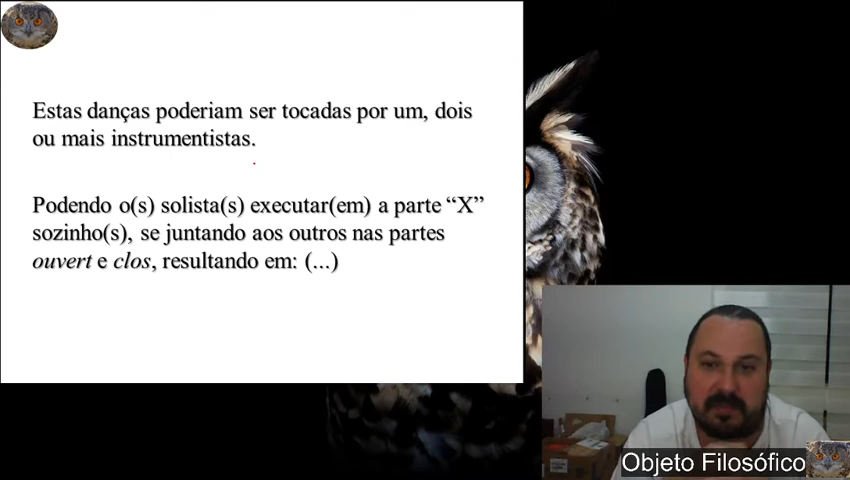 Estas danças poderiam ser tocadas por um, dois
ou mais instrumentistas.
Podendo o(s) solista(s) executar(em) a parte “X”
sozinho(s), se juntando aos outros nas partes
ouvert e clos, resultando em: (...)
Objeto Filosófico